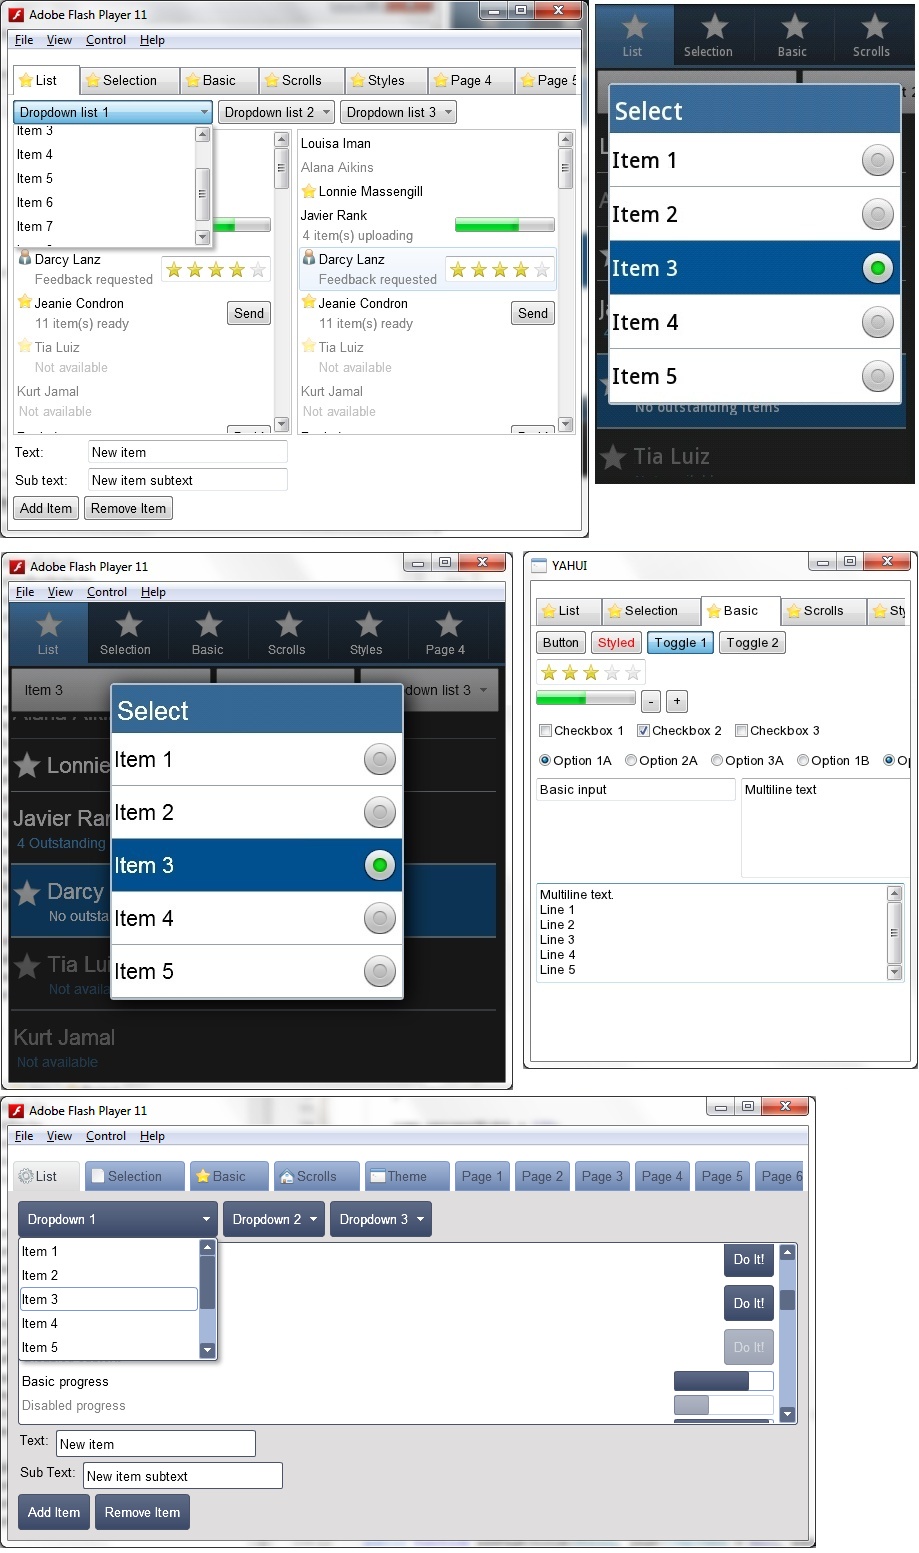 Adobe Flash Player 11
File View Control Help
List Selection Basic Scrolls Styles Page 4 Page 5
Dropdown list 1 Dropdown list 2 Dropdown list 3
Item 3
Item 4
Item 5
Item 6
Item 7
Darcy Lanz
Feedback requested
Jeanie Condron
11 item(s) ready
Send
Tia Luiz
Not available
Kurt Jamal
Not available
Louisa Iman
Alana Aikins
Lonnie Massengill
Javier Rank
4 item(s) uploading
Darcy Lanz
Feedback requested
Jeanie Condron
11 item(s) ready
Send
Tia Luiz
Not available
Kurt Jamal
Not available
Text: New item
Sub text: New item subtext
Add Item Remove Item
List Selection Basic Scrolls
Select
Item 1
Item 2
Item 3
Item 4
Item 5
No outstanding items
Tia Luiz
Adobe Flash Player 11
File View Control Help
List Selection Basic Scrolls Styles Page 4
Item 3 down list 3
Select
Item 1
Item 2
Item 3
Item 4
Item 5
Lonnie
Javier Rar
4 Outstanding
Darcy
No outsta
Tia Lui
Not availa
Kurt Jamal
Not available
YAHUI
List Selection Basic Scrolls Sty
Button Styled Toggle 1 Toggle 2
- +
Checkbox 1 Checkbox 2 Checkbox 3
Option 1A Option 2A Option 3A Option 1B Op
Basic input Multiline text
Multiline text.
Line 1
Line 2
Line 3
Line 4
Line 5
Adobe Flash Player 11
File View Control Help
List Selection Basic Scrolls Theme Page 1 Page 2 Page 3 Page 4 Page 5 Page 6
Dropdown 1 Dropdown 2 Dropdown 3
Item 1
Item 2
Item 3
Item 4
Item 5
Do It!
Do It!
Do It!
Basic progress
Disabled progress
Text: New item
Sub Text: New item subtext
Add Item Remove Item